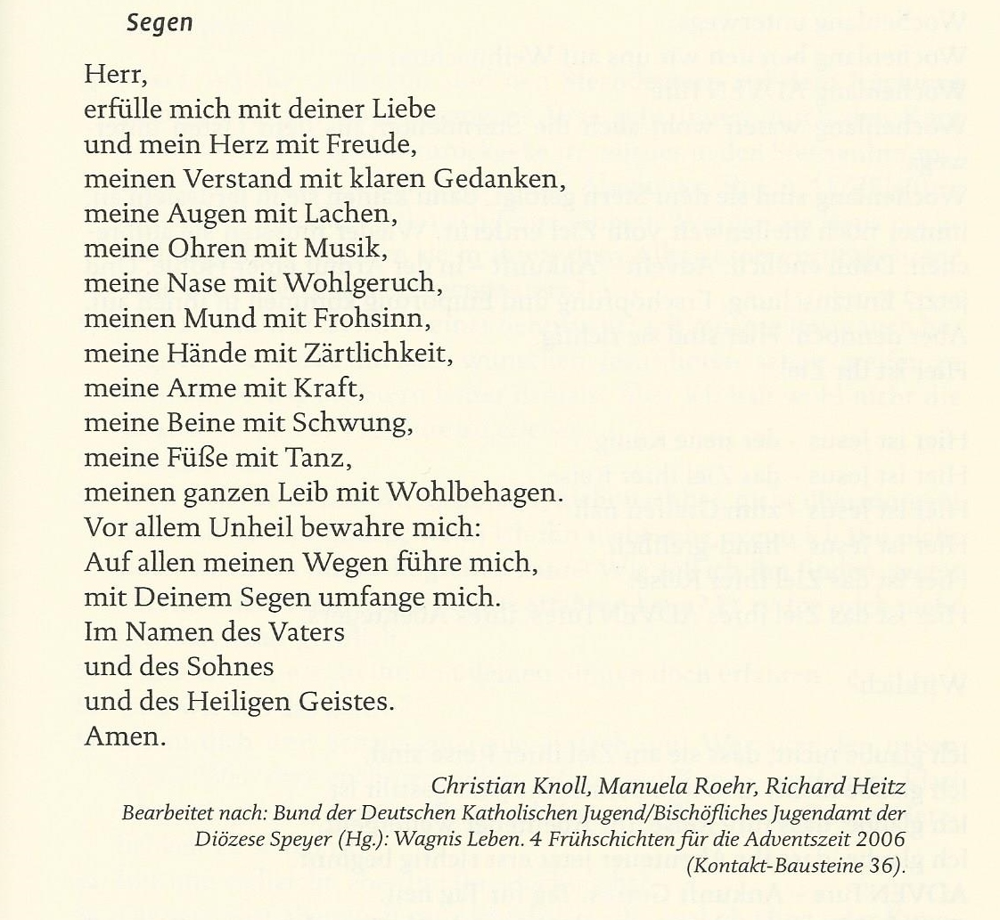 Segen
Herr,
erfülle mich mit deiner Liebe
und mein Herz mit Freude,
meinen Verstand mit klaren Gedanken,
meine Augen mit Lachen,
meine Ohren mit Musik,
meine Nase mit Wohlgeruch,
meinen Mund mit Frohsinn,
meine Hände mit Zärtlichkeit,
meine Arme mit Kraft,
meine Beine mit Schwung,
meine Füße mit Tanz,
meinen ganzen Leib mit Wohlbehagen.
Vor allem Unheil bewahre mich:
Auf allen meinen Wegen führe mich,
mit Deinem Segen umfange mich.
Im Namen des Vaters
und des Sohnes
und des Heiligen Geistes.
Amen.
Christian Knoll, Manuela Roehr, Richard Heitz
Bearbeitet nach: Bund der Deutschen Katholischen Jugend/Bischöfliches Jugendamt der
Diözese Speyer (Hg.): Wagnis Leben. 4 Frühschichten für die Adventszeit 2006
(Kontakt-Bausteine 36).